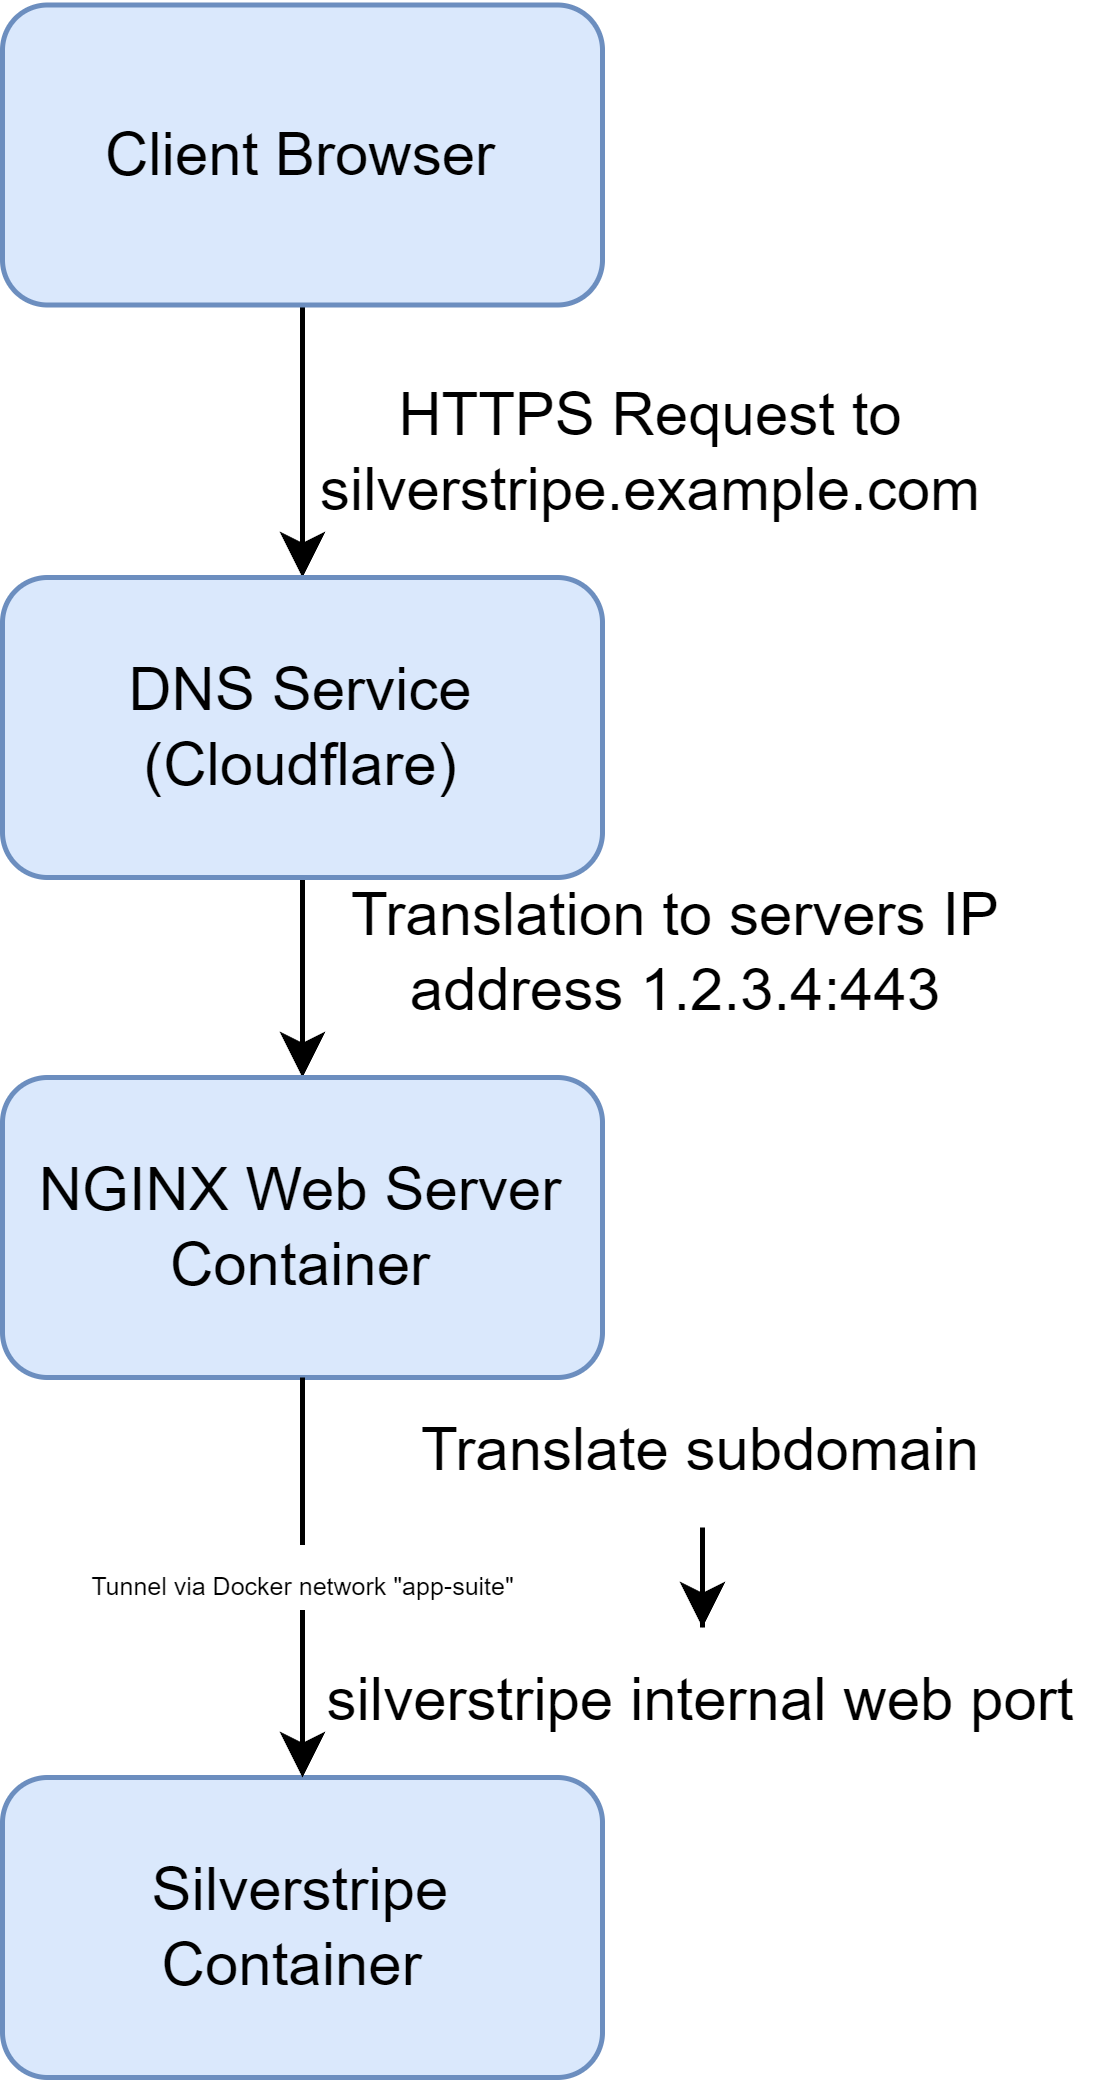 Client Browser
HTTPS Request to
silverstripe.example.com
DNS Service
(Cloudflare)
Translation to servers IP
address 1.2.3.4:443
NGINX Web Server
Container
Translate subdomain
Tunnel via Docker network "app-suite"
silverstripe internal web port
Silverstripe
Container